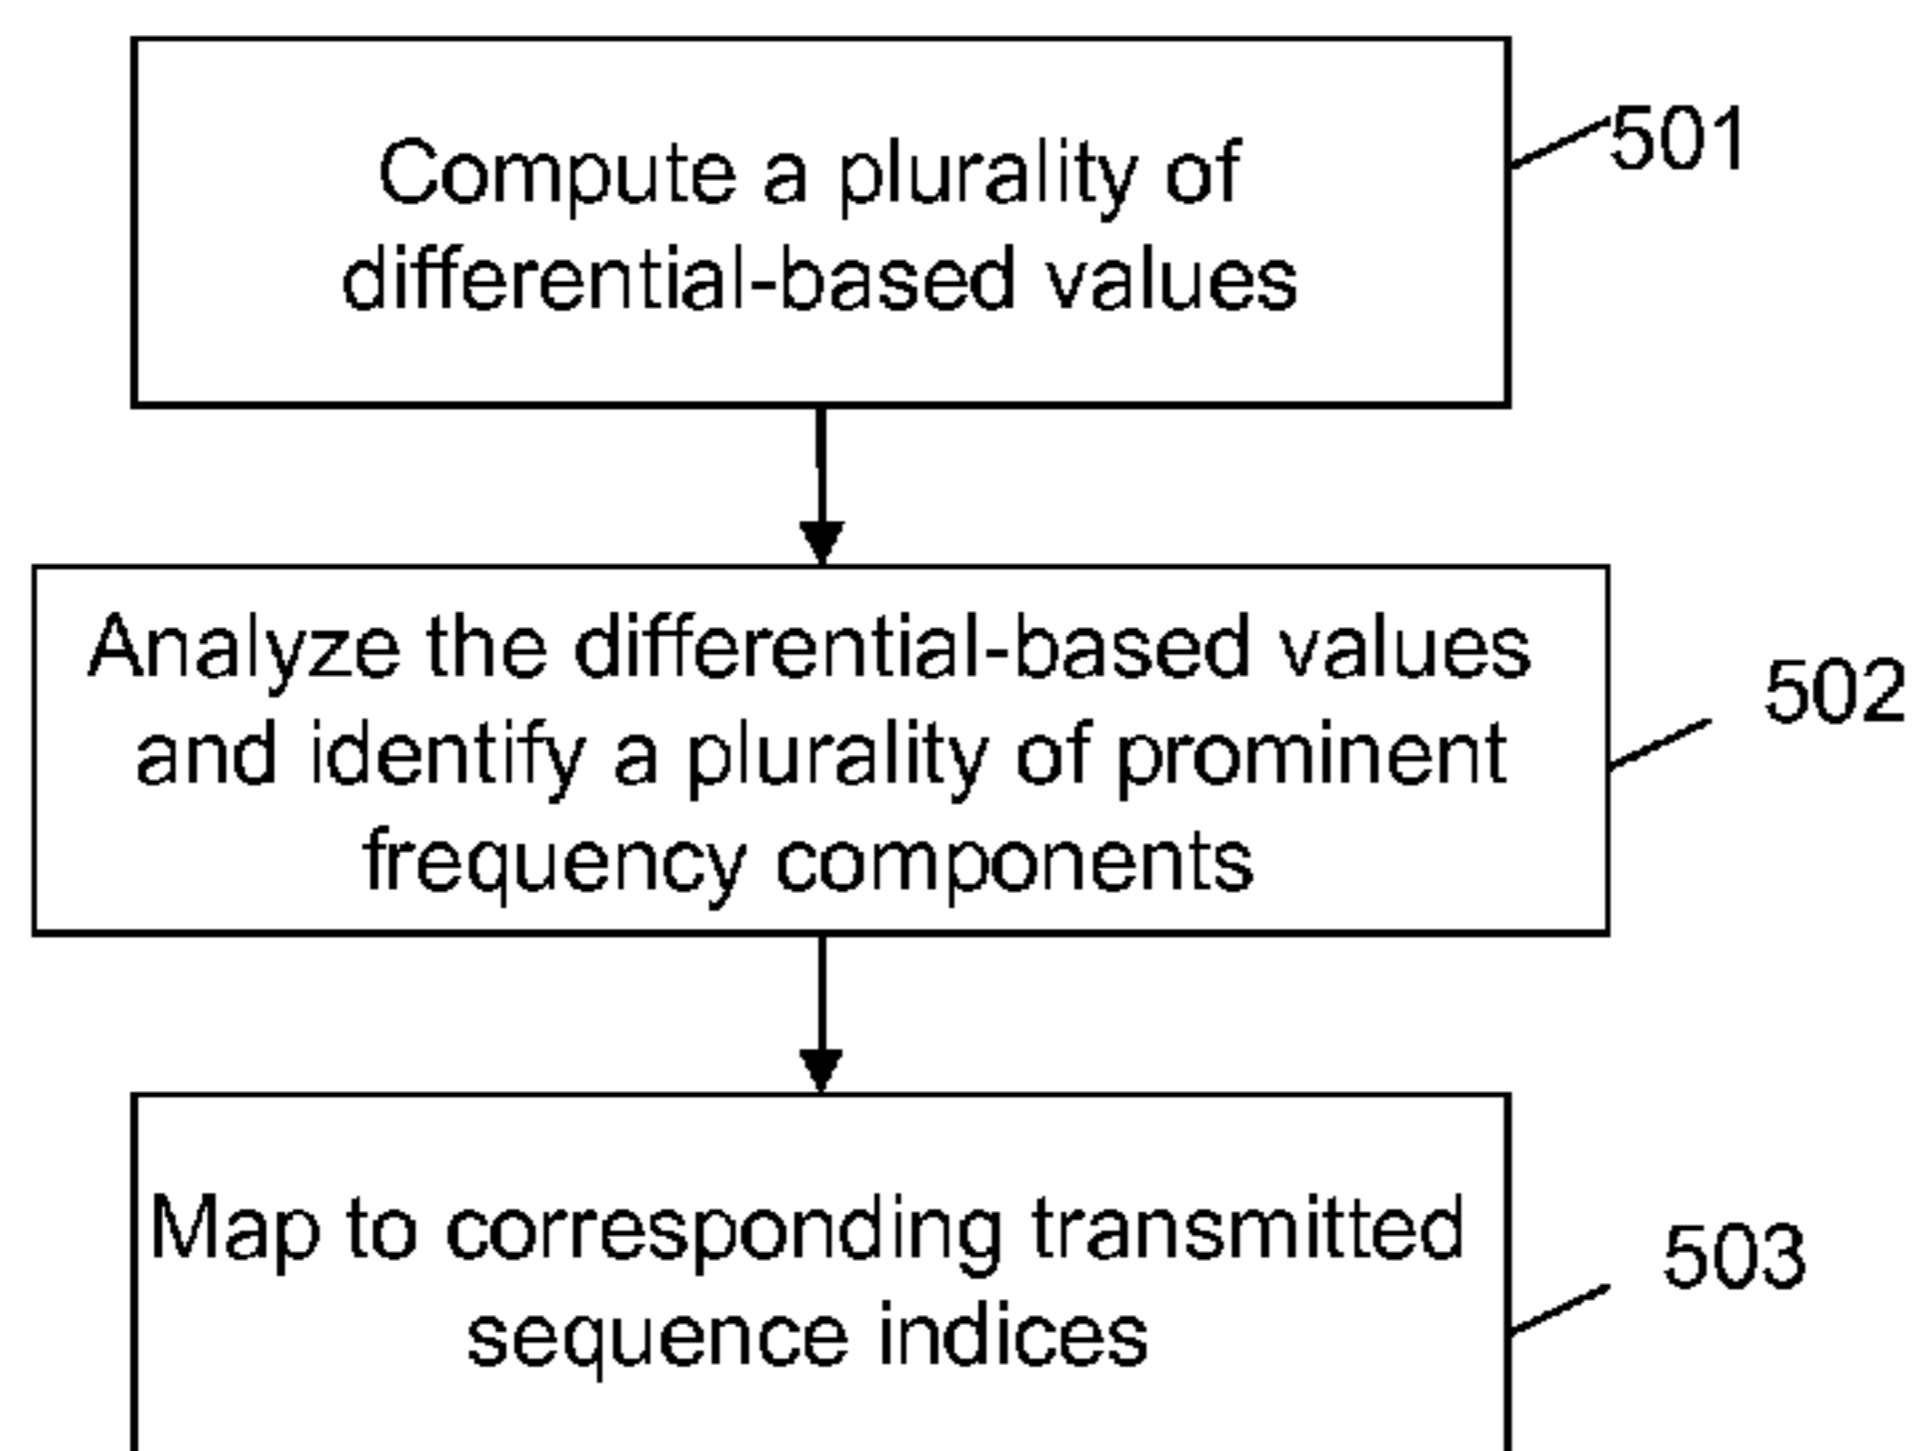 Compute a plurality of
differential-based values
501
Analyze the differential-based values
and identify a plurality of prominent
frequency components
502
Map to corresponding transmitted
sequence indices
503